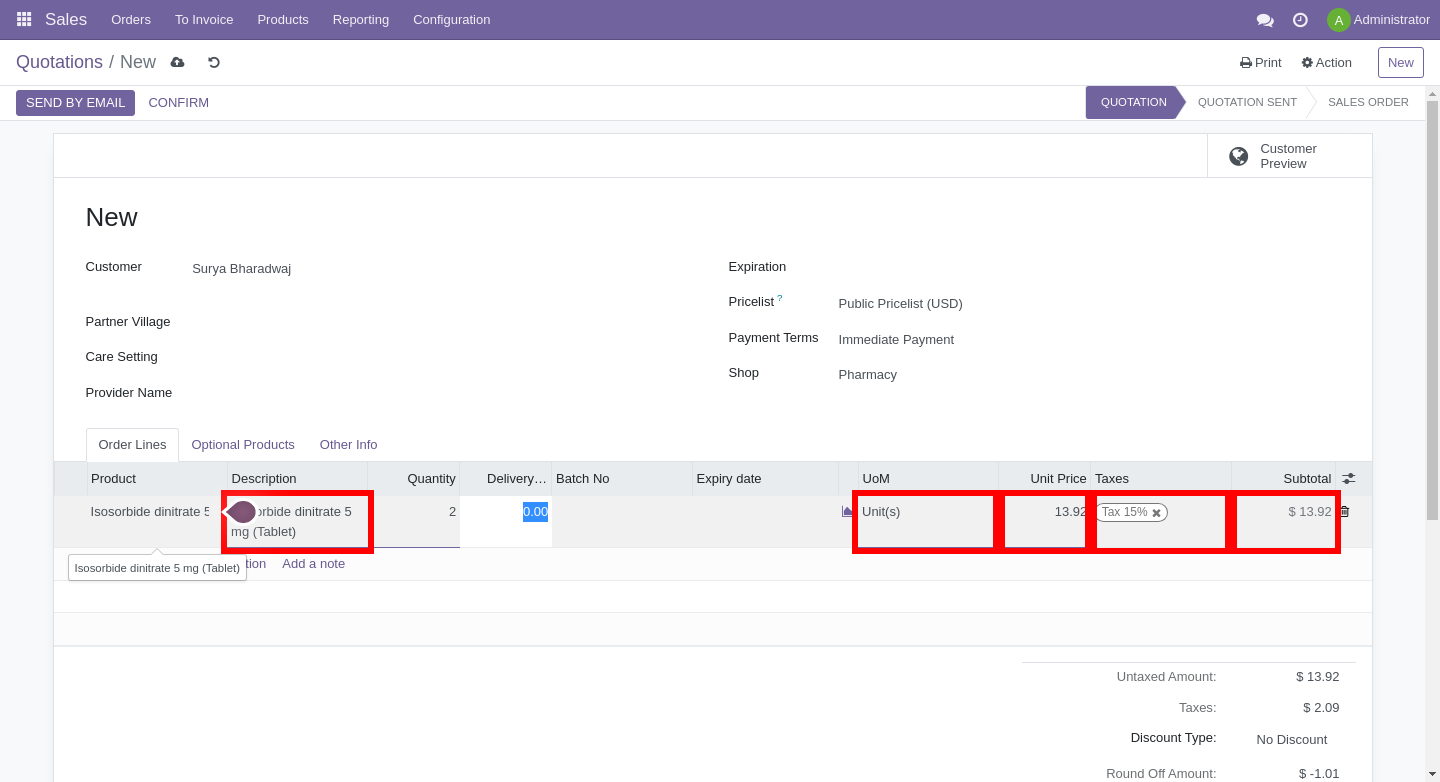 Sales Orders To Invoice Products Reporting Configuration A Administrator
Quotations / New Print Action New
SEND BY EMAIL CONFIRM QUOTATION QUOTATION SENT SALES ORDER
Customer
Preview
New
Customer Surya Bharadwaj Expiration
Pricelist ? Public Pricelist (USD)
Partner Village
Payment Terms Immediate Payment
Care Setting
Shop Pharmacy
Provider Name
Order Lines Optional Products Other Info
Product Description Quantity Delivery… Batch No Expiry date UoM Unit Price Taxes Subtotal
Isosorbide dinitrate 5 orbide dinitrate 5 2 0.00 Unit(s) 13.92 Tax 15% $ 13.92
mg (Tablet)
Isosorbide dinitrate 5 mg (Tablet) tion Add a note
Untaxed Amount: $ 13.92
Taxes: $ 2.09
Discount Type: No Discount
Round Off Amount: $ -1.01